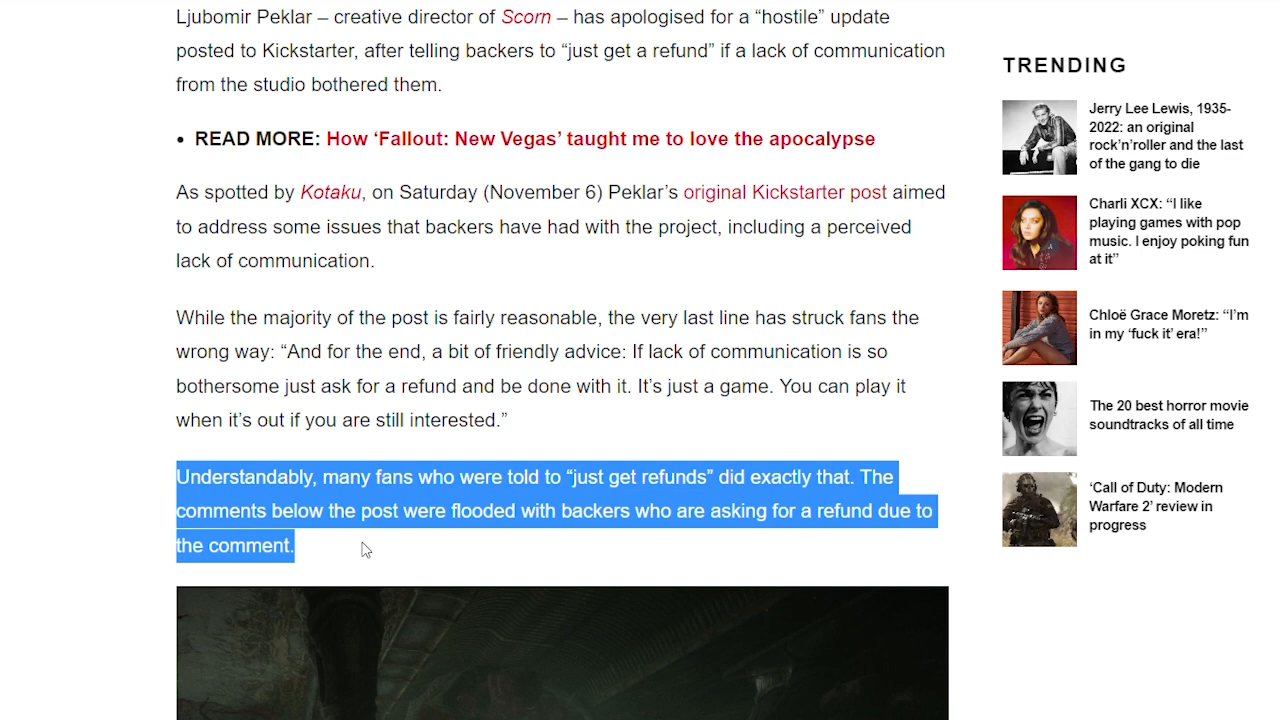 Ljubomir Peklar – creative director of Scorn – has apologised for a “hostile” update
posted to Kickstarter, after telling backers to “just get a refund” if a lack of communication
from the studio bothered them.
• READ MORE: How ‘Fallout: New Vegas’ taught me to love the apocalypse
As spotted by Kotaku, on Saturday (November 6) Peklar’s original Kickstarter post aimed
to address some issues that backers have had with the project, including a perceived
lack of communication.
While the majority of the post is fairly reasonable, the very last line has struck fans the
wrong way: “And for the end, a bit of friendly advice: If lack of communication is so
bothersome just ask for a refund and be done with it. It’s just a game. You can play it
when it’s out if you are still interested.”
Understandably, many fans who were told to “just get refunds” did exactly that. The
comments below the post were flooded with backers who are asking for a refund due to
the comment.
TRENDING
Jerry Lee Lewis, 1935-
2022: an original
rock’n’roller and the last
of the gang to die
Charli XCX: “I like
playing games with pop
music. I enjoy poking fun
at it”
Chloë Grace Moretz: “I’m
in my ‘fuck it’ era!”
The 20 best horror movie
soundtracks of all time
‘Call of Duty: Modern
Warfare 2’ review in
progress